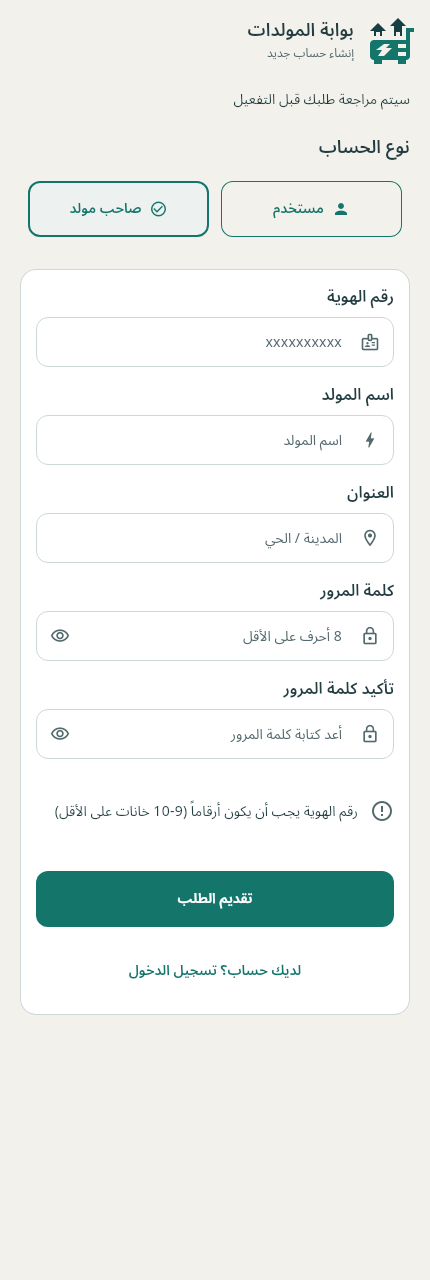 بوابة المولدات
إنشاء حساب جديد
سيتم مراجعة طلبك قبل التفعيل
نوع الحساب
مستخدم
صاحب مولد
رقم الهوية
xxxxxxxxxx
اسم المولد
اسم المولد
العنوان
المدينة / الحي
كلمة المرور
8 أحرف على الأقل
تأكيد كلمة المرور
أعد كتابة كلمة المرور
رقم الهوية يجب أن يكون أرقاماً (9-10 خانات على الأقل)
تقديم الطلب
لديك حساب؟ تسجيل الدخول